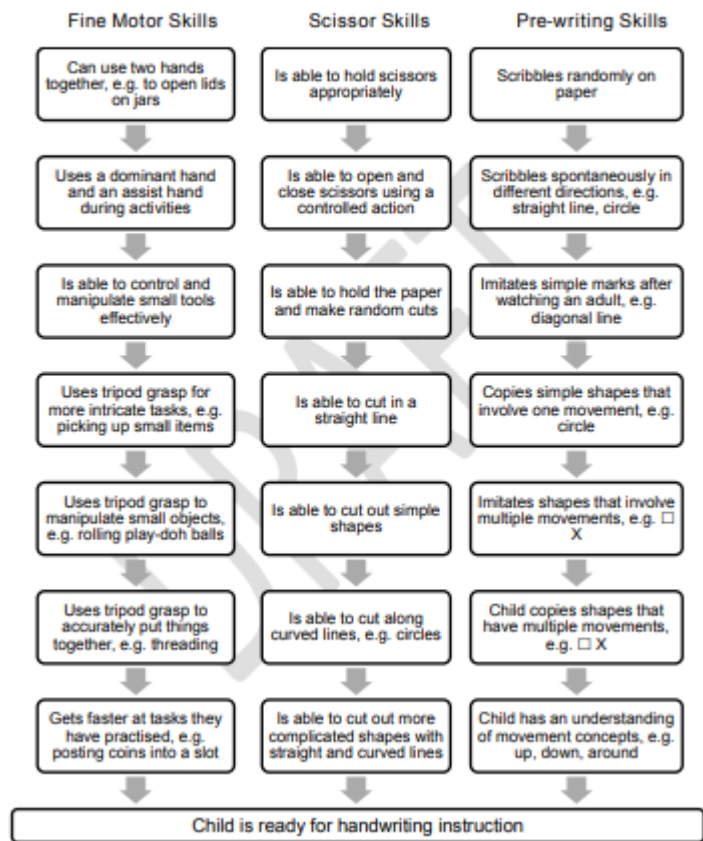 Fine Motor Skills
Scissor Skills
Pre-writing Skills
Can use two hands
together, e.g. to open lids
on jars
Is able to hold scissors
appropriately
Scribbles randomly on
paper
Uses a dominant hand
and an assist hand
during activities
Is able to open and
close scissors using a
controlled action
Scribbles spontaneously in
different directions, e.g.
straight line, circle
Is able to control and
manipulate small tools
effectively
Is able to hold the paper
and make random cuts
Imitates simple marks after
watching an adult, e.g.
diagonal line
Uses tripod grasp for
more intricate tasks, e.g.
picking up small items
Is able to cut in a
straight line
Copies simple shapes that
involve one movement, e.g.
circle
Uses tripod grasp to
manipulate small objects,
e.g. rolling play-doh balls
Is able to cut out simple
shapes
Imitates shapes that involve
multiple movements, e.g. □
X
Uses tripod grasp to
accurately put things
together, e.g. threading
Is able to cut along
curved lines, e.g. circles
Child copies shapes that
have multiple movements,
e.g. □ X
Gets faster at tasks they
have practised, e.g.
posting coins into a slot
Is able to cut out more
complicated shapes with
straight and curved lines
Child has an understanding
of movement concepts, e.g.
up, down, around
Child is ready for handwriting instruction
DRAFT